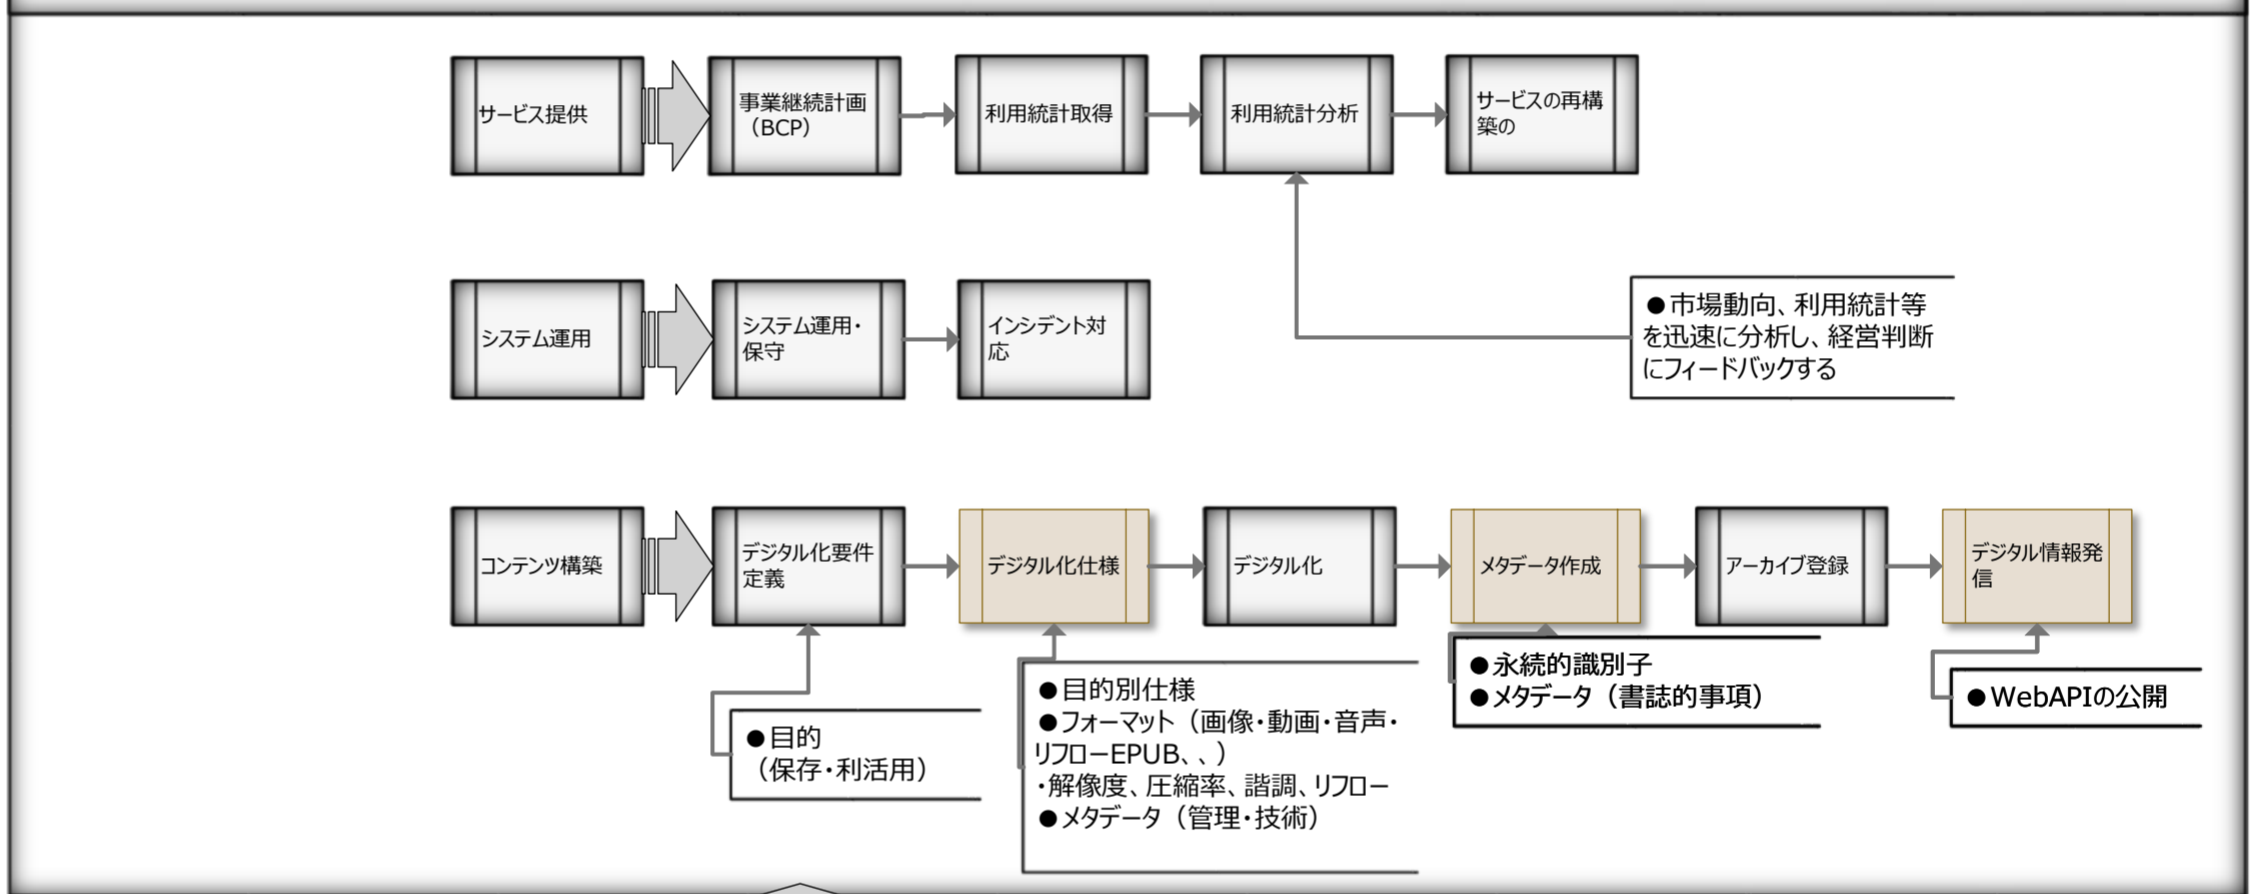 サービス提供
事業継続計画
（BCP）
利用統計取得
利用統計分析
サービスの再構
築の
システム運用
システム運用・
保守
インシデント対
応
●市場動向、利用統計等
を迅速に分析し、経営判断
にフィードバックする
コンテンツ構築
デジタル化要件
定義
デジタル化仕様
デジタル化
メタデータ作成
アーカイブ登録
デジタル情報発
信
●目的
（保存・利活用）
●目的別仕様
●フォーマット（画像・動画・音声・
リフローEPUB、、）
・解像度、圧縮率、諧調、リフロー
●メタデータ（管理・技術）
●永続的識別子
●メタデータ（書誌的事項）
●WebAPIの公開